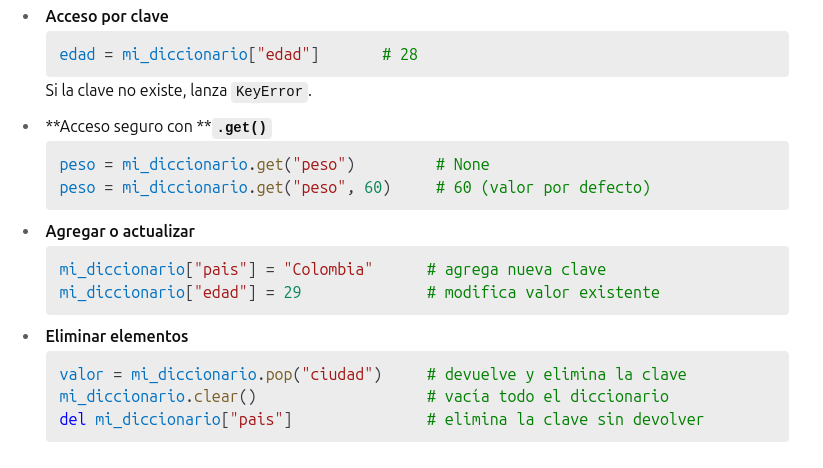 Acceso por clave
edad = mi_diccionario["edad"]       # 28
Si la clave no existe, lanza KeyError.
**Acceso seguro con **.get()
peso = mi_diccionario.get("peso")         # None
peso = mi_diccionario.get("peso", 60)     # 60 (valor por defecto)
Agregar o actualizar
mi_diccionario["pais"] = "Colombia"      # agrega nueva clave
mi_diccionario["edad"] = 29              # modifica valor existente
Eliminar elementos
valor = mi_diccionario.pop("ciudad")     # devuelve y elimina la clave
mi_diccionario.clear()                   # vacía todo el diccionario
del mi_diccionario["pais"]               # elimina la clave sin devolver